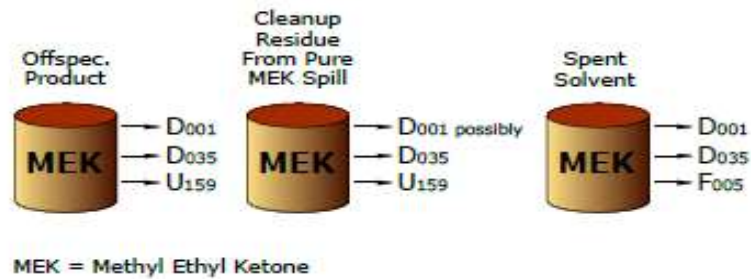 Offspec.
Product
MEK
D001
D035
U159
Cleanup
Residue
From Pure
MEK Spill
MEK
D001 possibly
D035
U159
Spent
Solvent
MEK
D001
D035
F005
MEK = Methyl Ethyl Ketone